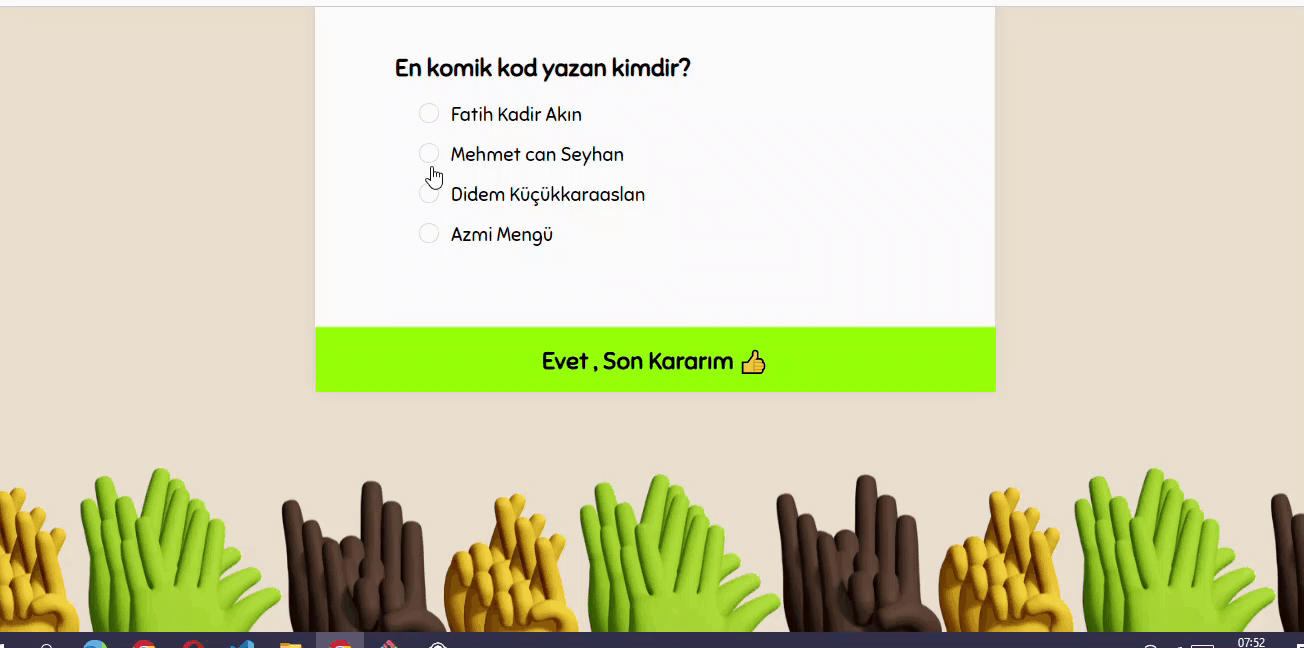 En komik kod yazan kimdir?
Fatih Kadir Akın
Mehmet can Seyhan
Didem Küçükkaraaslan
Azmi Mengü
Evet , Son Kararım 👍
07:52